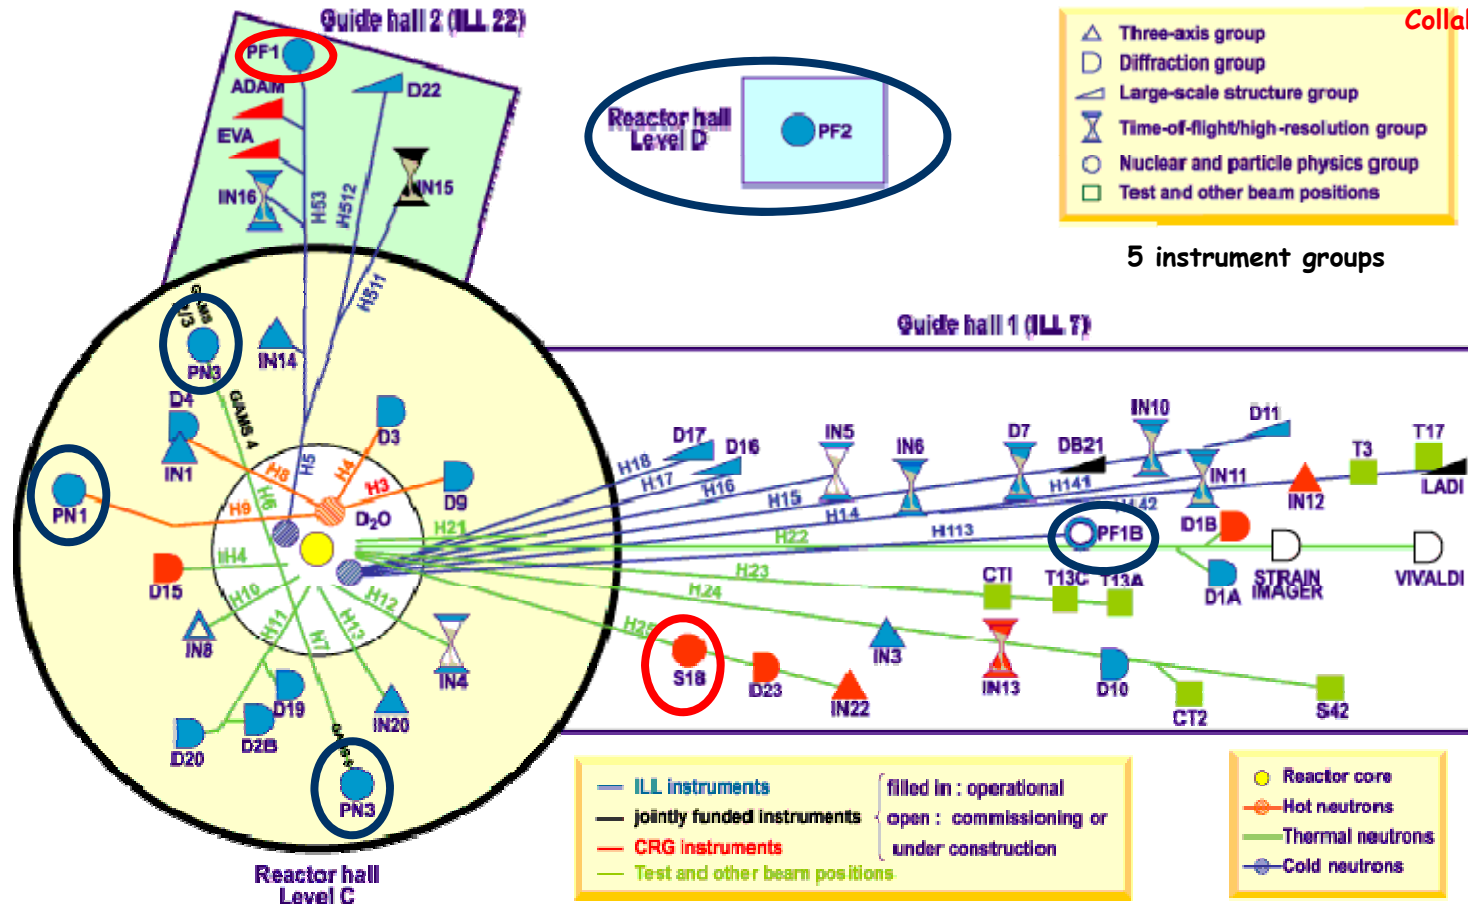 Guide hall 2 (ILL 22)
PF1
ADAM
D22
EVA
IN16
IN15
H53
H512
H511
Reactor hall
Level D
PF2
Collab
Three-axis group
Diffraction group
Large-scale structure group
Time-of-flight/high-resolution group
Nuclear and particle physics group
Test and other beam positions
5 instrument groups
Guide hall 1 (ILL 7)
GAMS
2/3
PN3
IN14
D4
IN1
GAMS 4
D3
H5
H8
H4
H3
H6
H9
D9
PN1
D2O
H21
IH4
D15
H10
H12
IN8
H11
H7
H13
IN4
D19
D2B
D20
IN20
PN3
Reactor hall
Level C
H18
H17
H16
H15
H14
H141
H142
H113
H22
H23
H24
H25
D17
D16
IN5
IN6
D7
DB21
IN10
D11
IN11
IN12
T3
T17
LADI
PF1B
D1B
D1A
STRAIN
IMAGER
VIVALDI
CTI
T13C
T13A
S18
D23
IN22
IN3
IN13
D10
CT2
S42
ILL instruments
jointly funded instruments
CRG instruments
Test and other beam positions
filled in : operational
open : commissioning or
under construction
Reactor core
Hot neutrons
Thermal neutrons
Cold neutrons